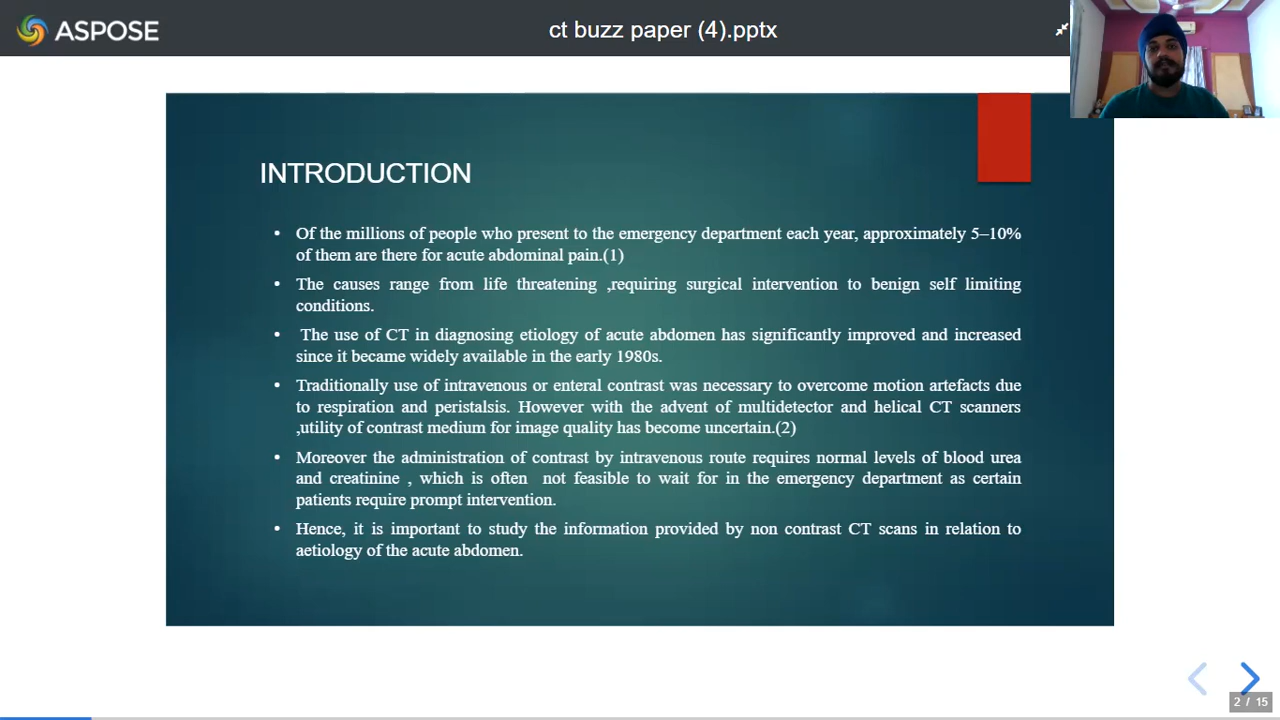 ASPOSE
ct buzz paper (4).pptx
INTRODUCTION
• Of the millions of people who present to the emergency department each year, approximately 5–10%
of them are there for acute abdominal pain.(1)
• The causes range from life threatening ,requiring surgical intervention to benign self limiting
conditions.
• The use of CT in diagnosing etiology of acute abdomen has significantly improved and increased
since it became widely available in the early 1980s.
• Traditionally use of intravenous or enteral contrast was necessary to overcome motion artefacts due
to respiration and peristalsis. However with the advent of multidetector and helical CT scanners
,utility of contrast medium for image quality has become uncertain.(2)
• Moreover the administration of contrast by intravenous route requires normal levels of blood urea
and creatinine , which is often not feasible to wait for in the emergency department as certain
patients require prompt intervention.
• Hence, it is important to study the information provided by non contrast CT scans in relation to
aetiology of the acute abdomen.
2 / 15